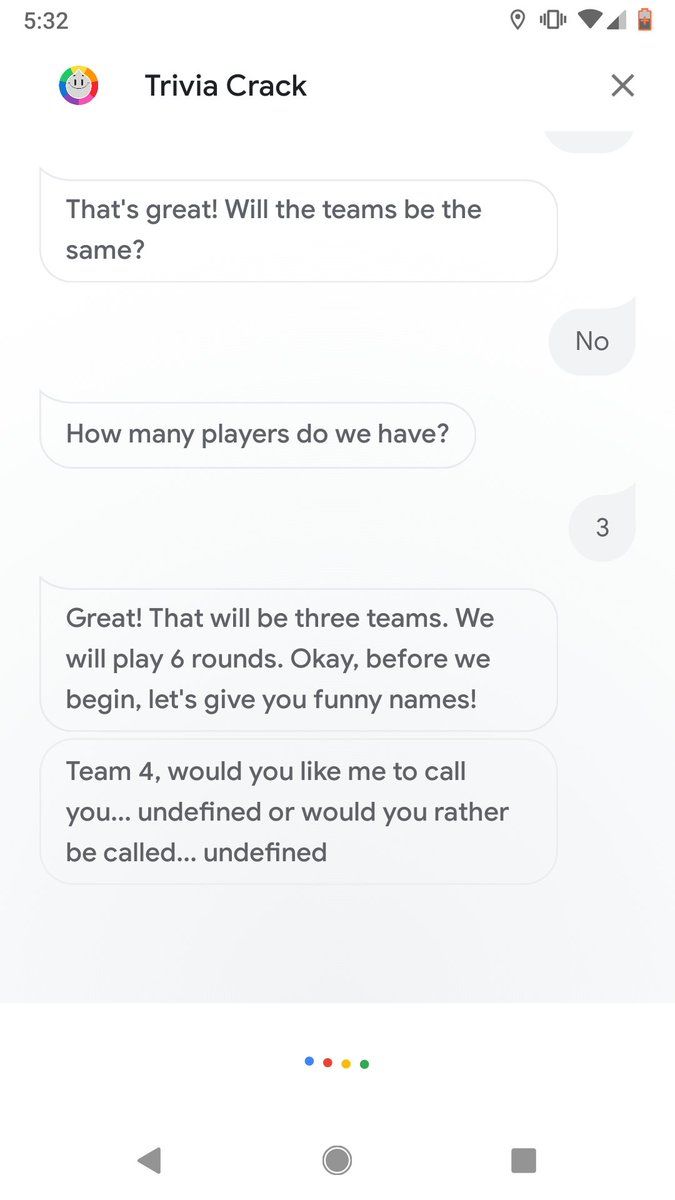 5:32
Trivia Crack
That's great! Will the teams be the
same?
No
How many players do we have?
3
Great! That will be three teams. We
will play 6 rounds. Okay, before we
begin, let's give you funny names!
Team 4, would you like me to call
you... undefined or would you rather
be called... undefined